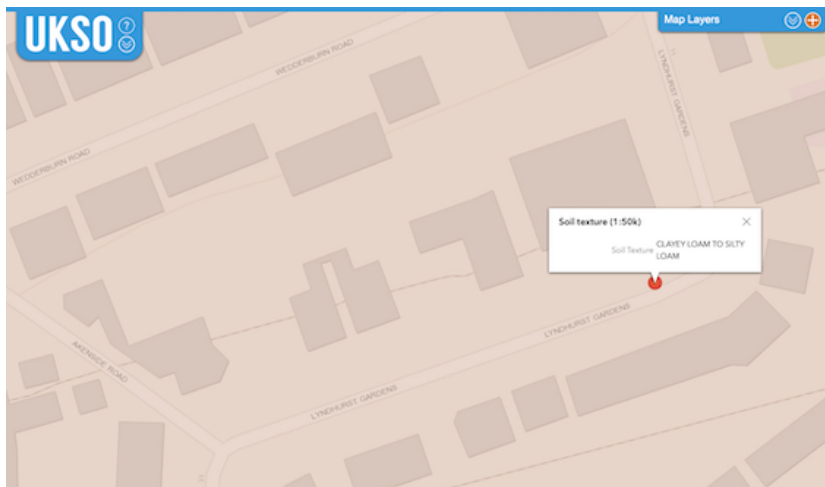 UKSO
?
Map Layers
WEDDERBURN ROAD
LYNDHURST GARDENS
WEDDERBURN ROAD
Soil texture (1:50k)
Soil Texture CLAYEY LOAM TO SILTY
LOAM
LYNDHURST GARDENS
AKENSIDE ROAD
LYNDHURST GARDENS